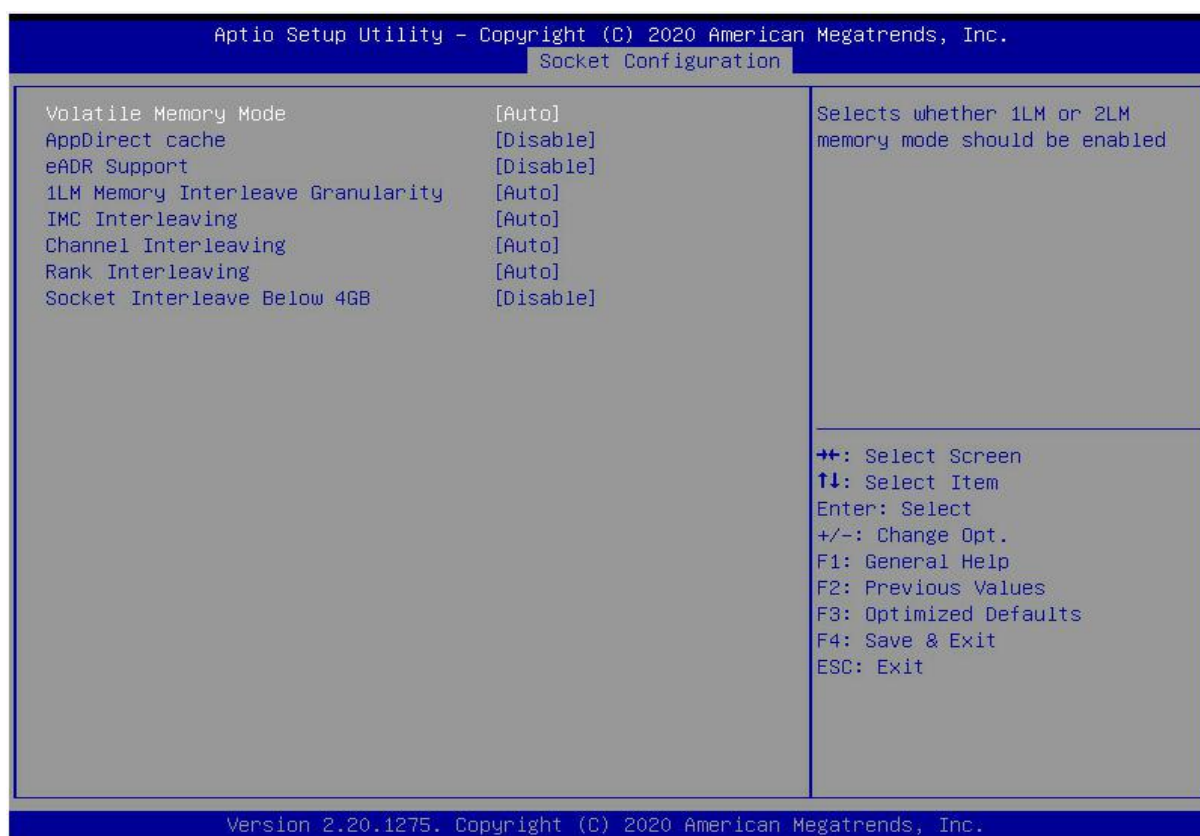 Aptio Setup Utility – Copyright (C) 2020 American Megatrends, Inc.
Socket Configuration
Volatile Memory Mode [Auto]
AppDirect cache [Disable]
eADR Support [Disable]
1LM Memory Interleave Granularity [Auto]
IMC Interleaving [Auto]
Channel Interleaving [Auto]
Rank Interleaving [Auto]
Socket Interleave Below 4GB [Disable]
Selects whether 1LM or 2LM
memory mode should be enabled
→←: Select Screen
↑↓: Select Item
Enter: Select
+/-: Change Opt.
F1: General Help
F2: Previous Values
F3: Optimized Defaults
F4: Save & Exit
ESC: Exit
Version 2.20.1275. Copyright (C) 2020 American Megatrends, Inc.